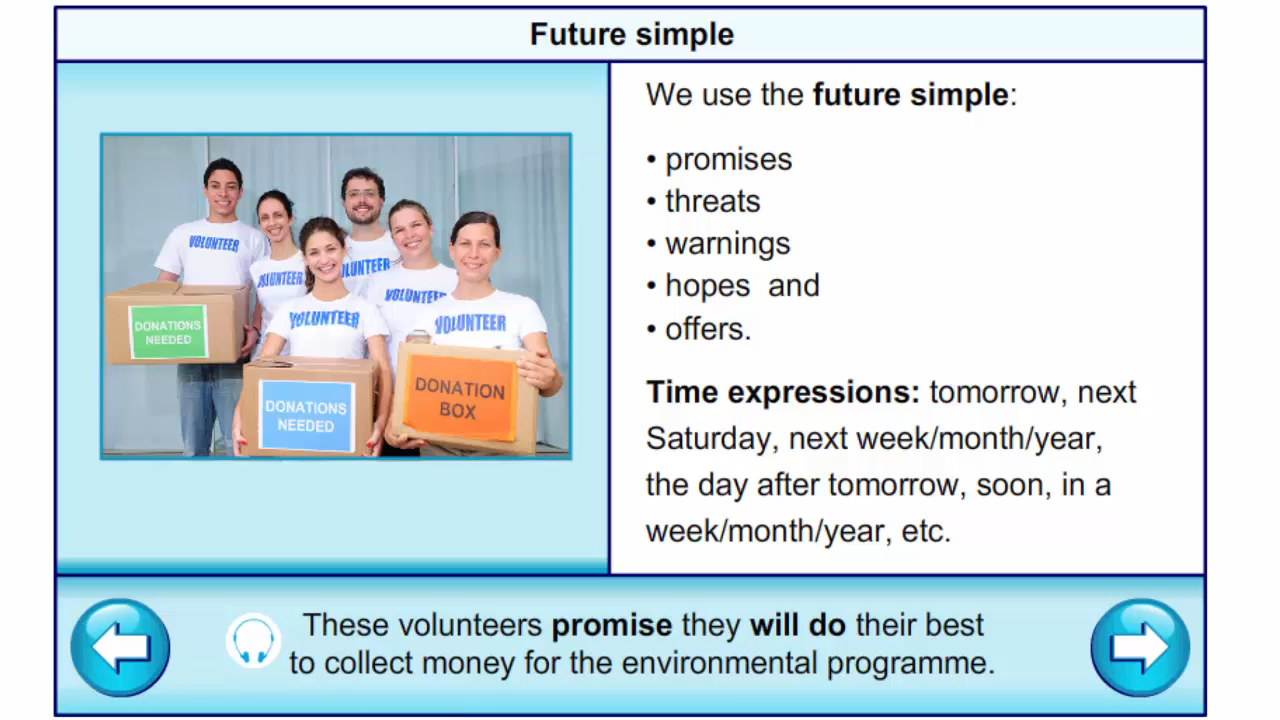 Future simple
VOLUNTEER
VOLUNTEER
VOLUNTEER
VOLUNTEER
VOLUNTEER
VOLUNTEER
DONATIONS
NEEDED
DONATIONS
NEEDED
DONATION
BOX
We use the future simple:
• promises
• threats
• warnings
• hopes and
• offers.
Time expressions: tomorrow, next
Saturday, next week/month/year,
the day after tomorrow, soon, in a
week/month/year, etc.
These volunteers promise they will do their best
to collect money for the environmental programme.